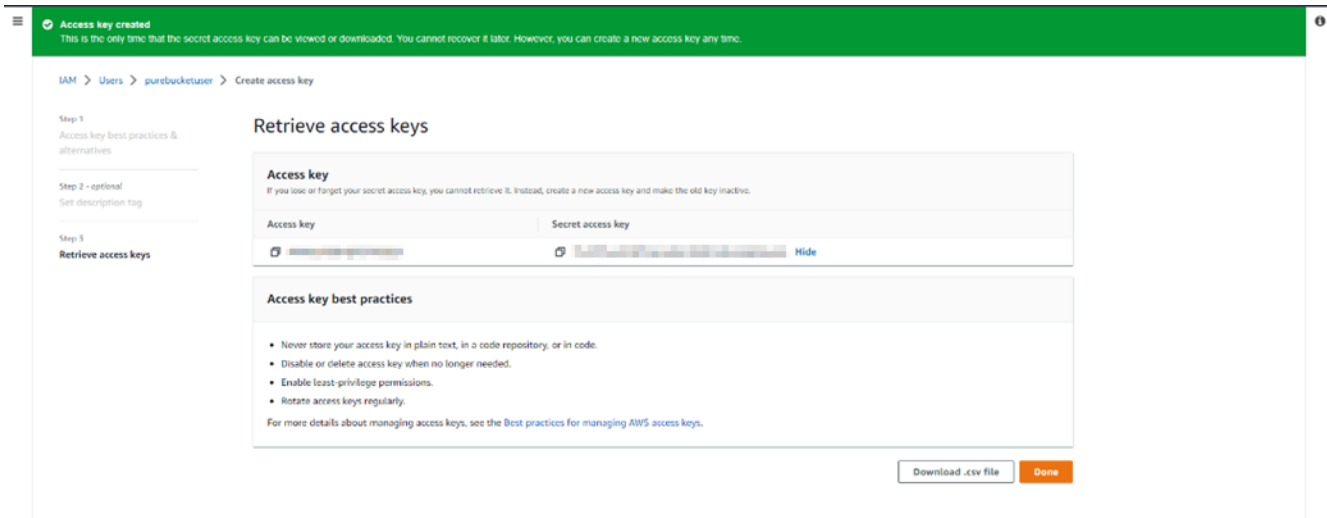 Access key created
This is the only time that the secret access key can be viewed or downloaded. You cannot recover it later. However, you can create a new access key any time.
IAM > Users > purebucketuser > Create access key
Step 1
Access key best practices &
alternatives
Step 2 - optional
Set description tag
Step 3
Retrieve access keys
Retrieve access keys
Access key
If you lose or forget your secret access key, you cannot retrieve it. Instead, create a new access key and make the old key inactive.
Access key
Secret access key
Hide
Access key best practices
• Never store your access key in plain text, in a code repository, or in code.
• Disable or delete access key when no longer needed.
• Enable least-privilege permissions.
• Rotate access keys regularly.
For more details about managing access keys, see the Best practices for managing AWS access keys.
Download .csv file
Done